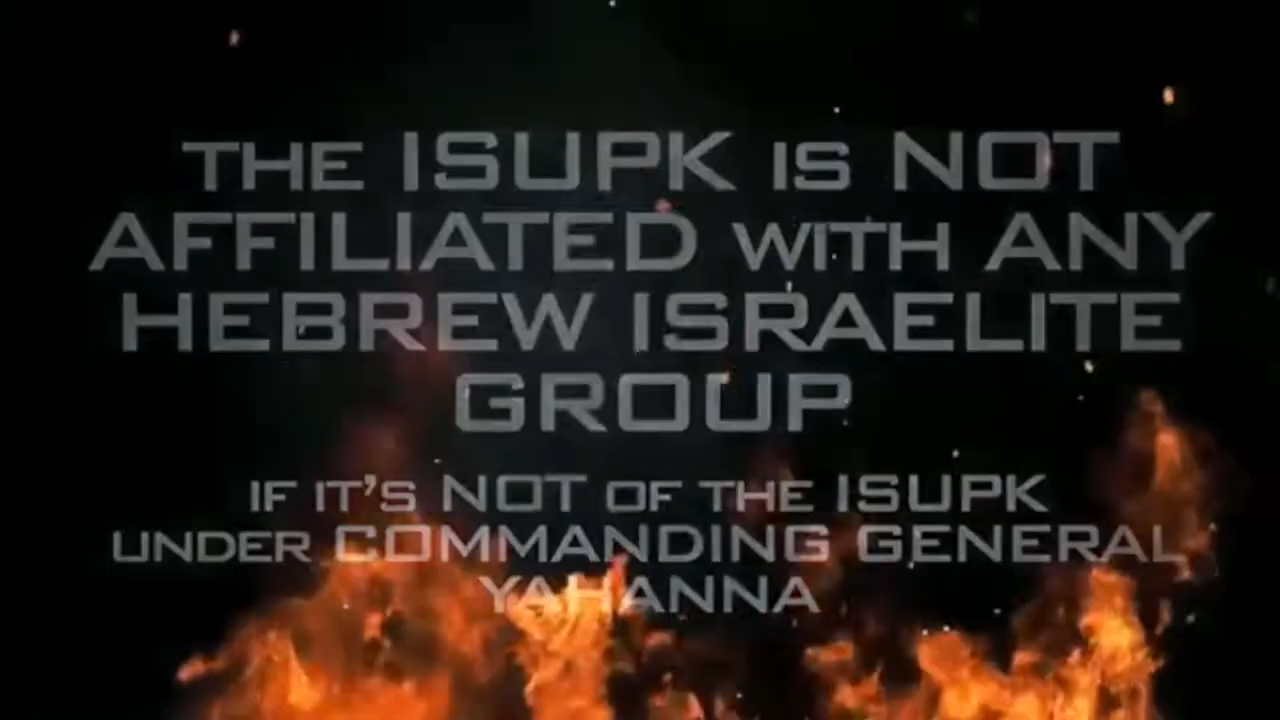 THE ISUPK IS NOT
AFFILIATED WITH ANY
HEBREW ISRAELITE
GROUP
IF IT'S NOT OF THE ISUPK
UNDER COMMANDING GENERAL
YAHANNA